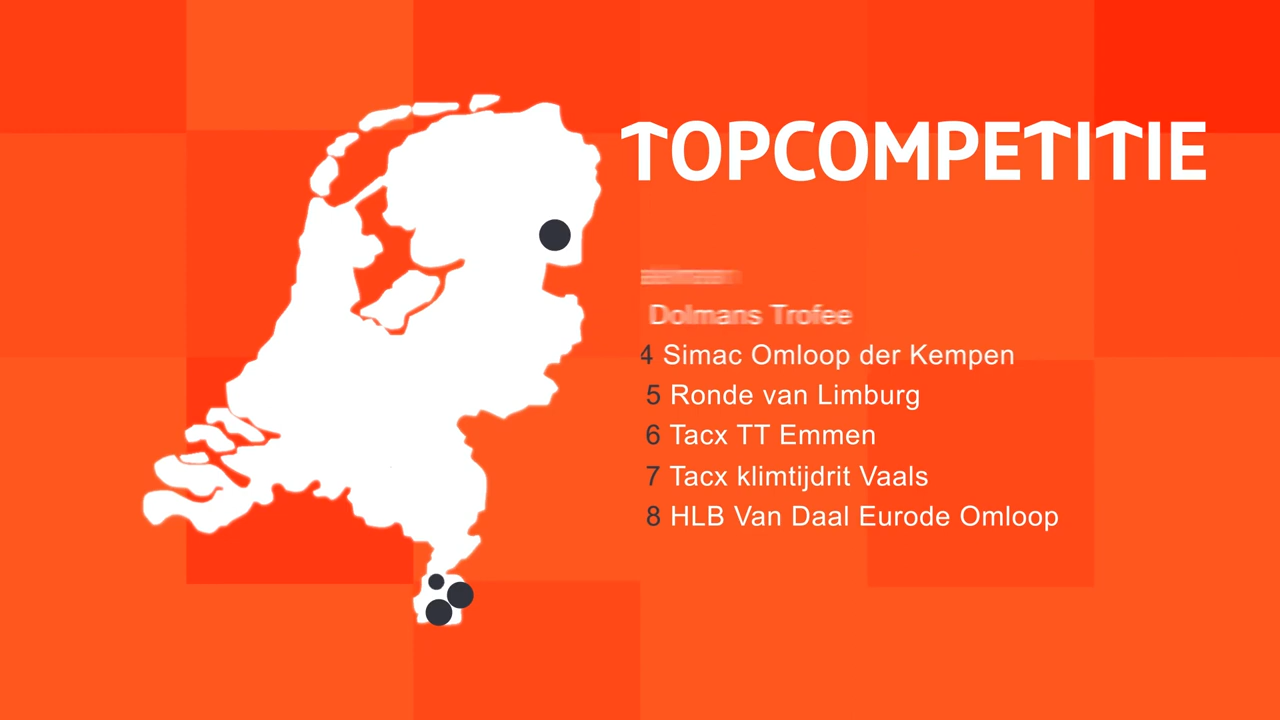 TOPCOMPETITIE
Dolmans Trofee
4 Simac Omloop der Kempen
5 Ronde van Limburg
6 Tacx TT Emmen
7 Tacx klimtijdrit Vaals
8 HLB Van Daal Eurode Omloop